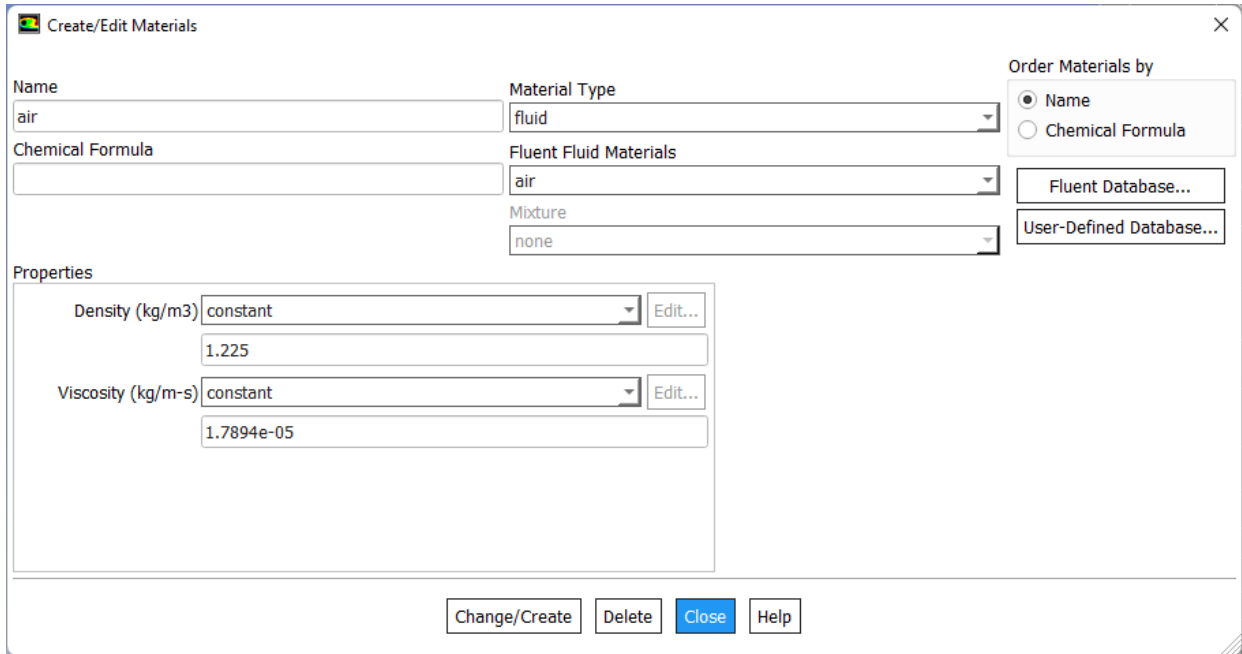 Create/Edit Materials
Name
air
Chemical Formula
Material Type
fluid
Fluent Fluid Materials
air
Mixture
none
Order Materials by
Name
Chemical Formula
Fluent Database...
User-Defined Database...
Properties
Density (kg/m3) constant Edit...
1.225
Viscosity (kg/m-s) constant Edit...
1.7894e-05
Change/Create Delete Close Help